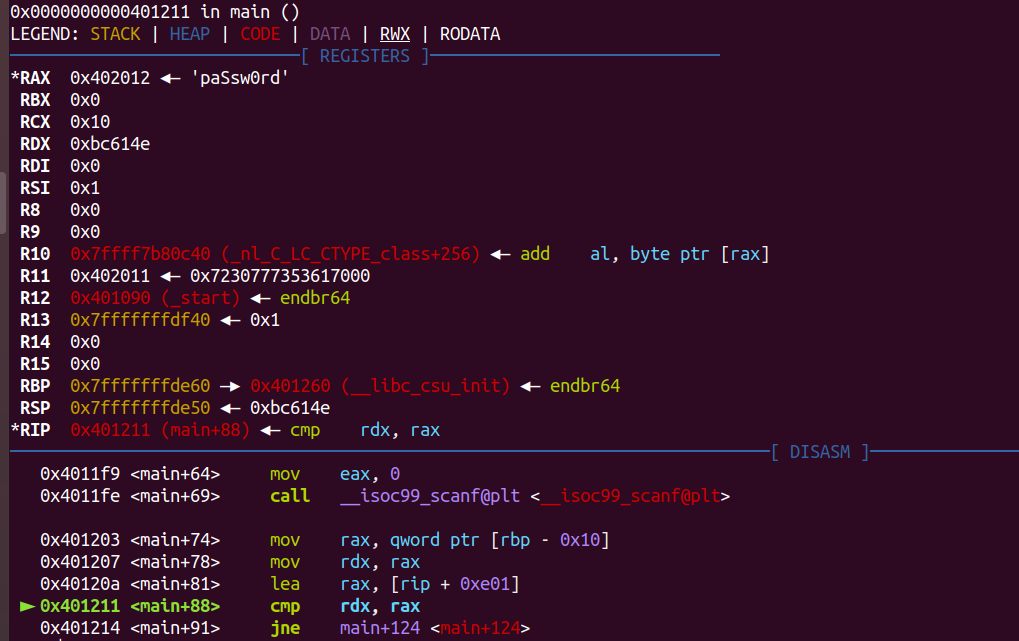 0x0000000000401211 in main ()
LEGEND: STACK | HEAP | CODE | DATA | RWX | RODATA
[ REGISTERS ]
*RAX  0x402012 ◂— 'paSsw0rd'
 RBX  0x0
 RCX  0x10
 RDX  0xbc614e
 RDI  0x0
 RSI  0x1
 R8   0x0
 R9   0x0
 R10  0x7ffff7b80c40 (_nl_C_LC_CTYPE_class+256) ◂— add    al, byte ptr [rax]
 R11  0x402011 ◂— 0x7230777353617000
 R12  0x401090 (_start) ◂— endbr64
 R13  0x7fffffffdf40 ◂— 0x1
 R14  0x0
 R15  0x0
 RBP  0x7fffffffde60 —▸ 0x401260 (__libc_csu_init) ◂— endbr64
 RSP  0x7fffffffde50 ◂— 0xbc614e
*RIP  0x401211 (main+88) ◂— cmp    rdx, rax
[ DISASM ]
   0x4011f9 <main+64>     mov    eax, 0
   0x4011fe <main+69>     call   __isoc99_scanf@plt <__isoc99_scanf@plt>
   0x401203 <main+74>     mov    rax, qword ptr [rbp - 0x10]
   0x401207 <main+78>     mov    rdx, rax
   0x40120a <main+81>     lea    rax, [rip + 0xe01]
 ► 0x401211 <main+88>     cmp    rdx, rax
   0x401214 <main+91>     jne    main+124 <main+124>